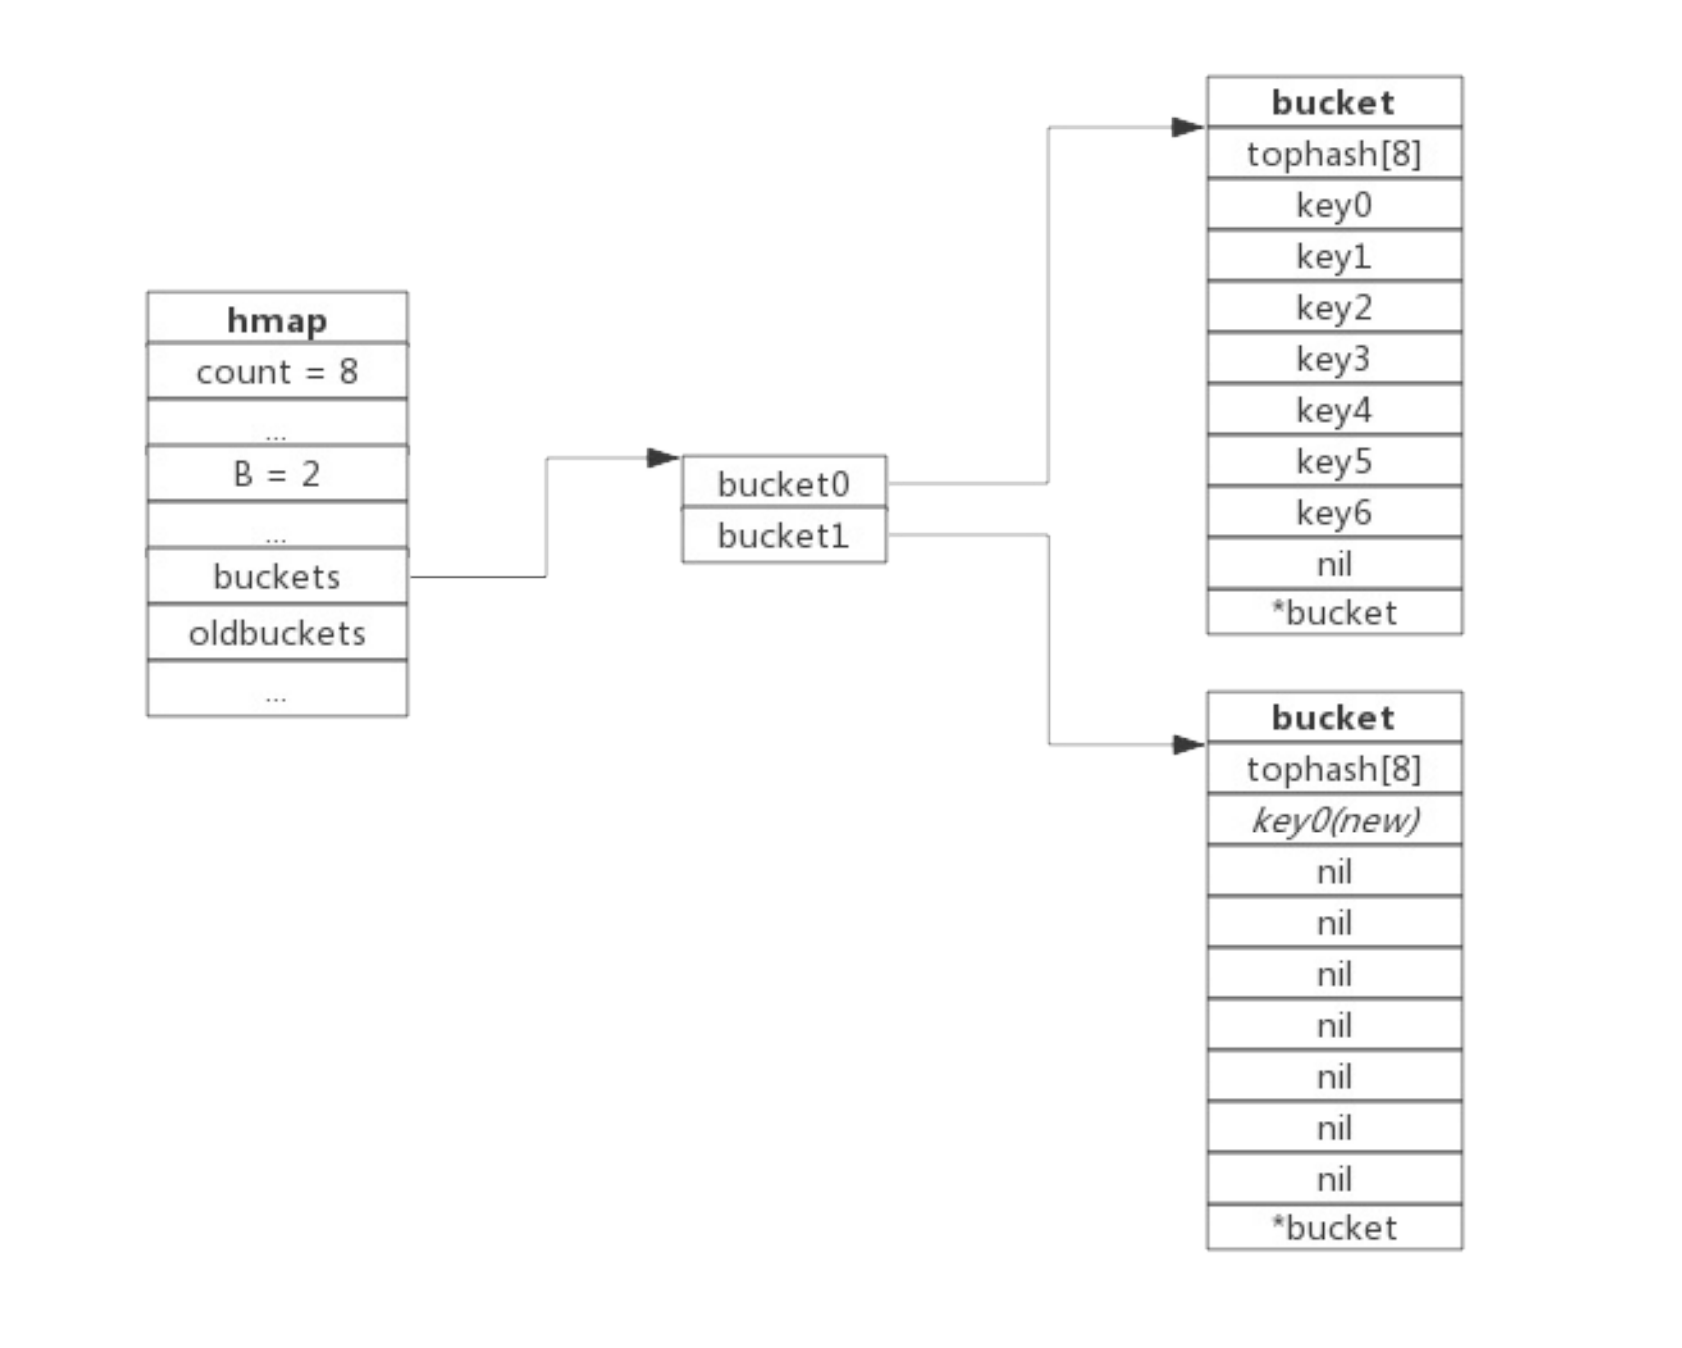 hmap
count = 8
...
B = 2
...
buckets
oldbuckets
...
bucket0
bucket1
bucket
tophash[8]
key0
key1
key2
key3
key4
key5
key6
nil
*bucket
bucket
tophash[8]
key0(new)
nil
nil
nil
nil
nil
nil
nil
*bucket